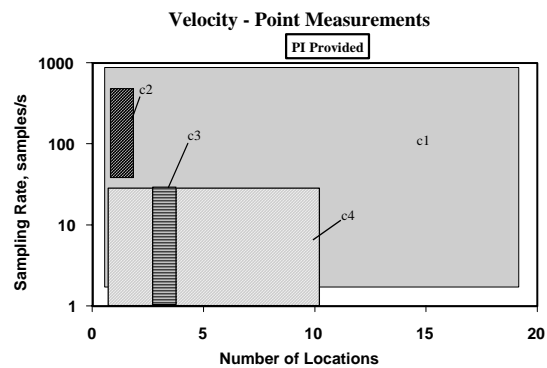 Velocity - Point Measurements
PI Provided
Sampling Rate, samples/s
1000
100
10
1
c2
c3
c1
c4
0
5
10
15
20
Number of Locations